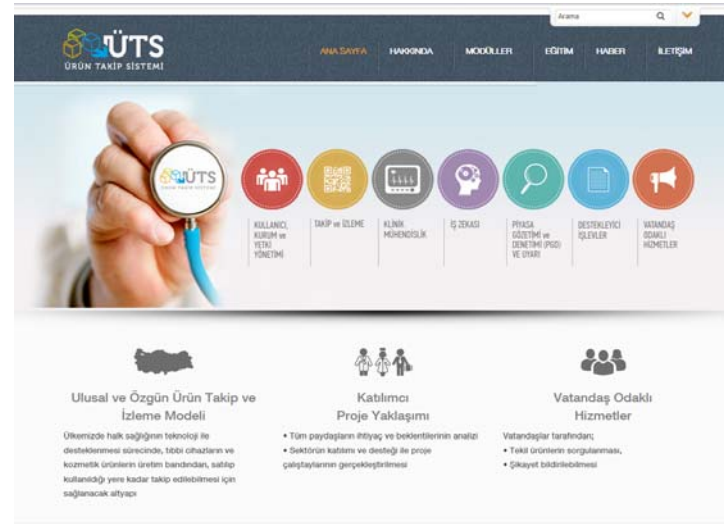 Arama
ÜTS
ÜRÜN TAKİP SİSTEMİ
ANA SAYFA HAKKINDA MODÜLLER EĞİTİM HABER İLETİŞİM
ÜTS
ÜRÜN TAKİP SİSTEMİ
KULLANICI,
KURUM ve
YETKİ
YÖNETİMİ
TAKİP ve İZLEME
KLİNİK
MÜHENDİSLİK
İŞ ZEKASI
PİYASA
GÖZETİMİ ve
DENETİMİ (PGD)
VE UYARI
DESTEKLEYİCİ
İŞLEVLER
VATANDAŞ
ODAKLI
HİZMETLER
Ulusal ve Özgün Ürün Takip ve
İzleme Modeli
Ülkemizde halk sağlığının teknoloji ile
desteklenmesi sürecinde, tıbbi cihazların ve
kozmetik ürünlerin üretim bandından, satılıp
kullanıldığı yere kadar takip edilebilmesi için
sağlanacak altyapı
Katılımcı
Proje Yaklaşımı
• Tüm paydaşların ihtiyaç ve beklentilerinin analizi
• Sektörün katılımı ve desteği ile proje
çalıştaylarının gerçekleştirilmesi
Vatandaş Odaklı
Hizmetler
Vatandaşlar tarafından;
• Tekil ürünlerin sorgulanması,
• Şikayet bildirilebilmesi